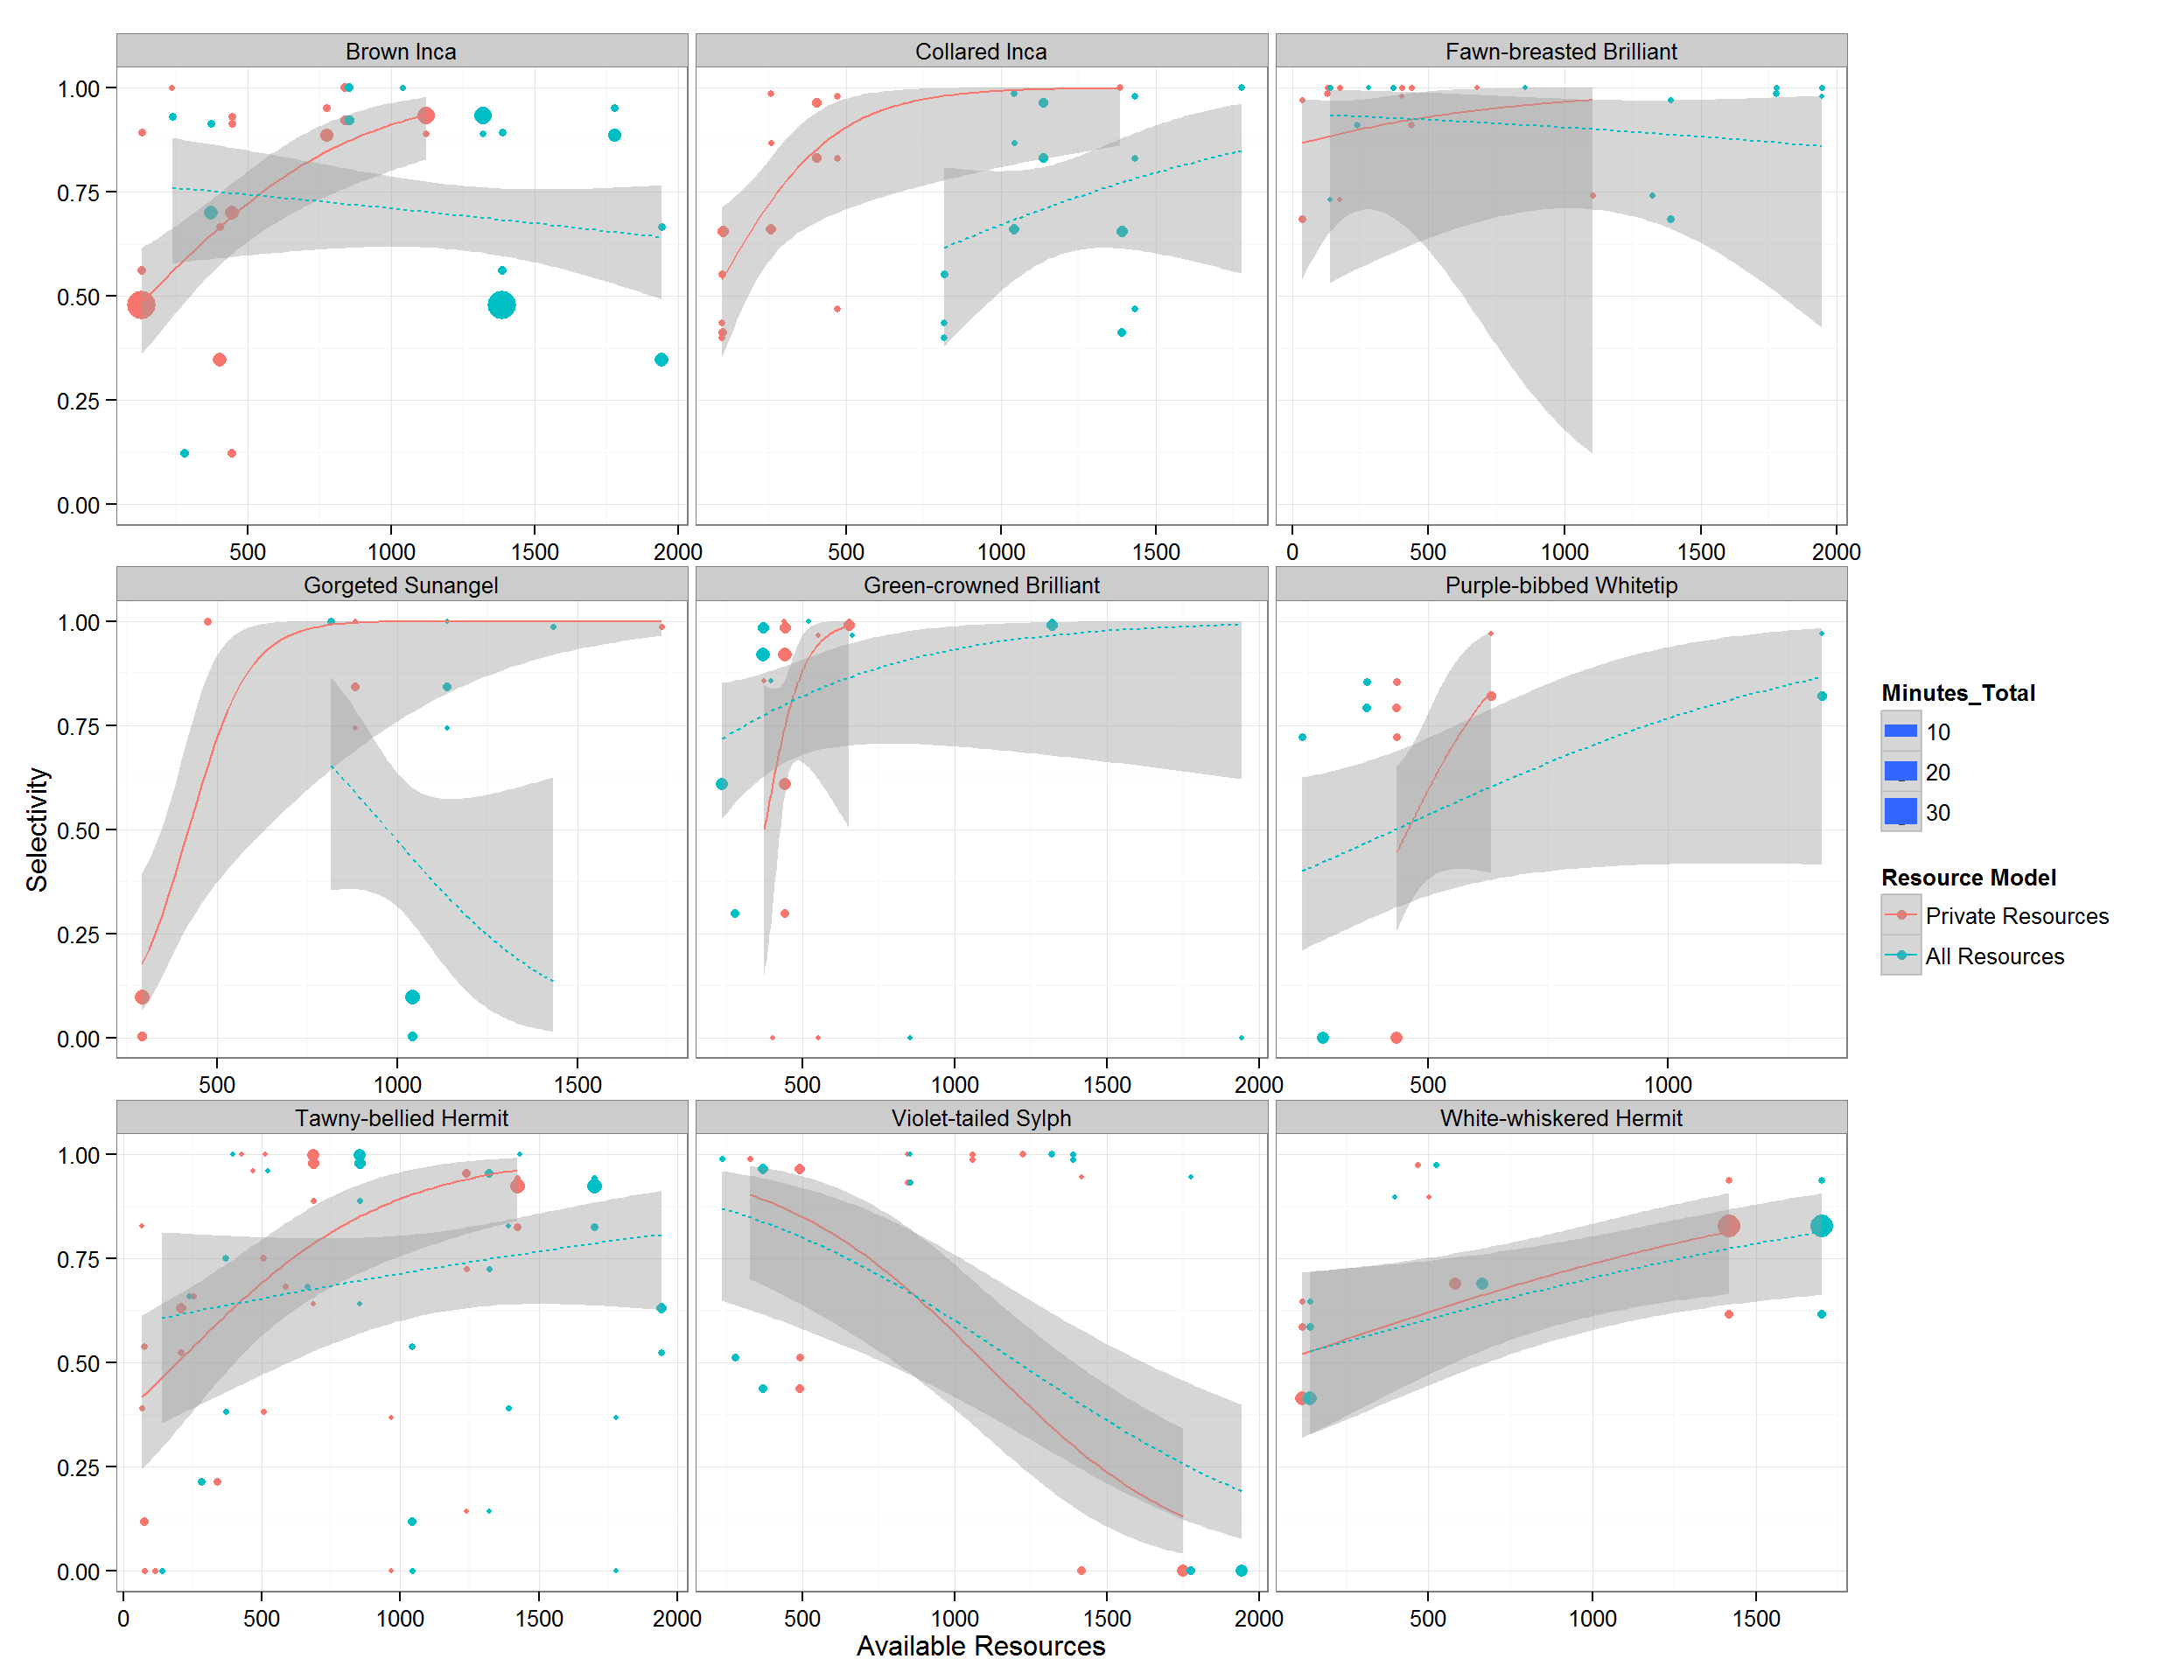 Brown Inca
Collared Inca
Fawn-breasted Brilliant
1.00
0.75
0.50
0.25
0.00
500 1000 1500 2000
500 1000 1500
0 500 1000 1500 2000
Gorgeted Sunangel
Green-crowned Brilliant
Purple-bibbed Whitetip
1.00
0.75
0.50
0.25
0.00
500 1000 1500
500 1000 1500 2000
500 1000
Tawny-bellied Hermit
Violet-tailed Sylph
White-whiskered Hermit
1.00
0.75
0.50
0.25
0.00
0 500 1000 1500 2000
500 1000 1500 2000
500 1000 1500
Selectivity
Available Resources
Minutes_Total
10
20
30
Resource Model
Private Resources
All Resources